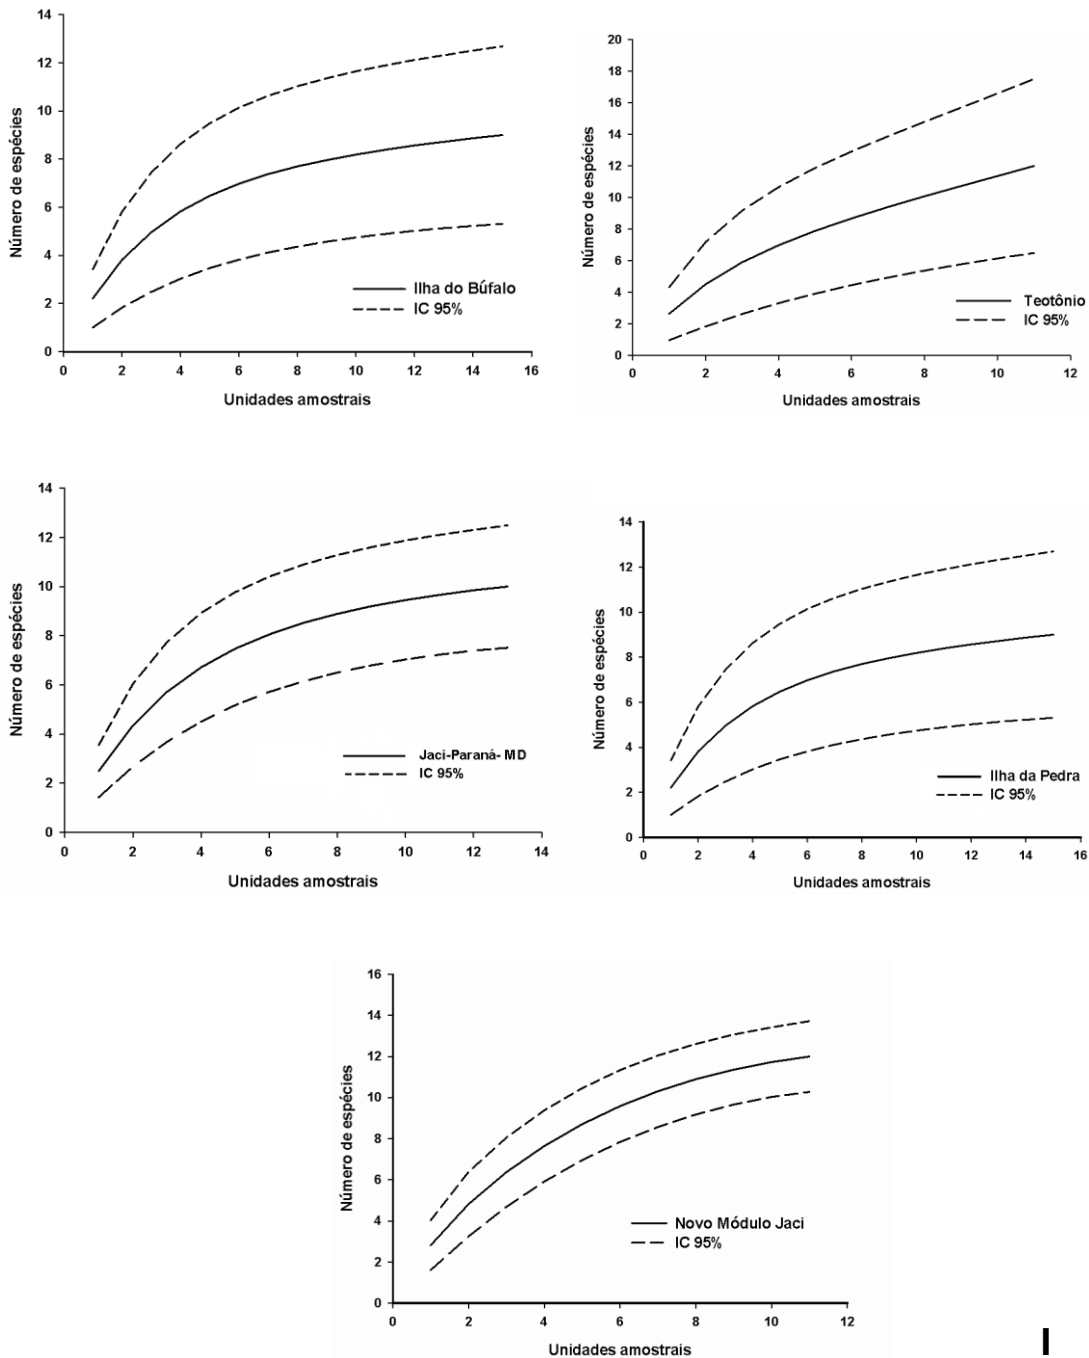 14
12
10
8
6
4
2
0
Número de espécies
Ilha do Búfalo
IC 95%
0 2 4 6 8 10 12 14 16
Unidades amostrais
20
18
16
14
12
10
8
6
4
2
0
Número de espécies
Teotônio
IC 95%
0 2 4 6 8 10 12
Unidades amostrais
14
12
10
8
6
4
2
0
Número de espécies
Jaci-Paraná- MD
IC 95%
0 2 4 6 8 10 12 14
Unidades amostrais
14
12
10
8
6
4
2
0
Número de espécies
Ilha da Pedra
IC 95%
0 2 4 6 8 10 12 14 16
Unidades amostrais
16
14
12
10
8
6
4
2
0
Número de espécies
Novo Módulo Jaci
IC 95%
0 2 4 6 8 10 12
Unidades amostrais